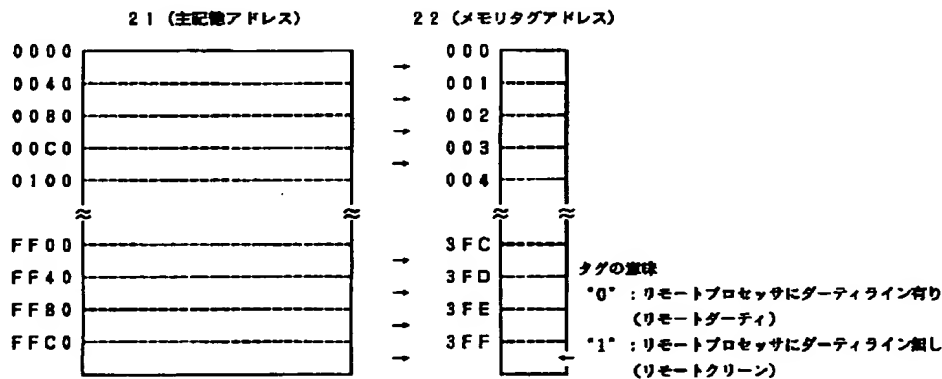 21（主記憶アドレス） 22（メモリタグアドレス）
0000 → 000
0040 → 001
0080 → 002
00C0 → 003
0100 → 004
≈ ≈ ≈ ≈
FF00 → 3FC
FF40 → 3FD
FF80 → 3FE
FFC0 → 3FF ←
タグの意味
"0"：リモートプロセッサにダーティライン有り
（リモートダーティ）
"1"：リモートプロセッサにダーティライン無し
（リモートクリーン）